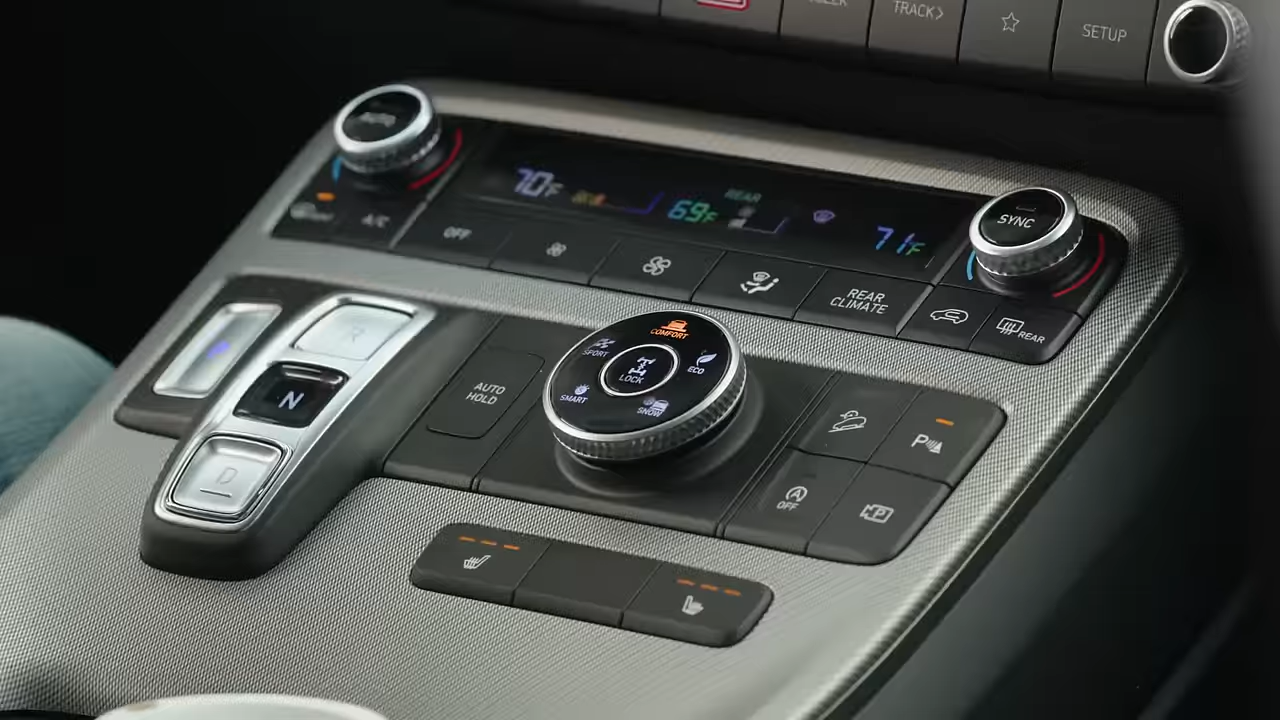 TRACK>
SETUP
AUTO
70F
REAR
69F
71F
SYNC
A/C
OFF
REAR
CLIMATE
REAR
R
N
D
AUTO
HOLD
COMFORT
SPORT
ECO
LOCK
SMART
SNOW
P
A
OFF
P